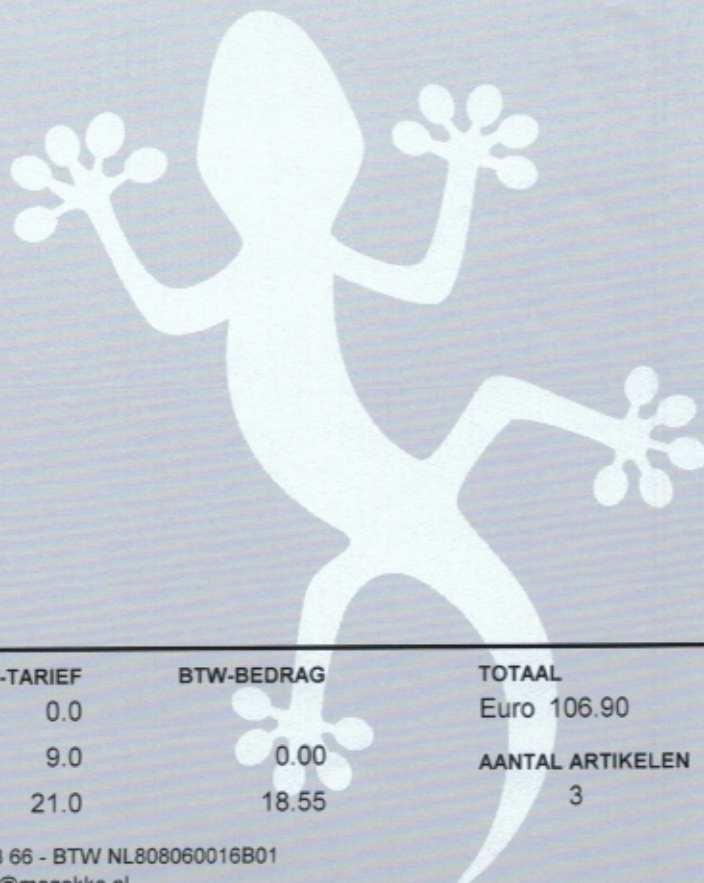 -TARIEF BTW-BEDRAG TOTAAL
0.0 Euro 106.90
9.0 0.00 AANTAL ARTIKELEN
21.0 18.55 3
66 - BTW NL808060016B01